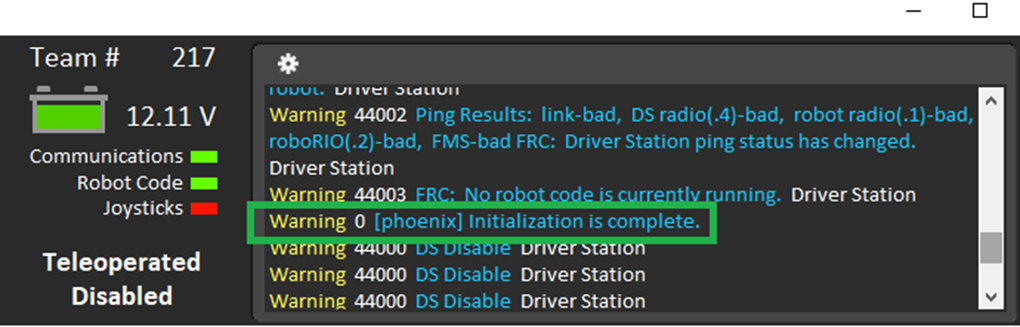 Team # 217
12.11 V
Communications
Robot Code
Joysticks
Teleoperated
Disabled
robot. Driver Station
Warning 44002 Ping Results: link-bad, DS radio(.4)-bad, robot radio(.1)-bad,
roboRIO(.2)-bad, FMS-bad FRC: Driver Station ping status has changed.
Driver Station
Warning 44003 FRC: No robot code is currently running. Driver Station
Warning 0 [phoenix] Initialization is complete.
Warning 44000 DS Disable Driver Station
Warning 44000 DS Disable Driver Station
Warning 44000 DS Disable Driver Station